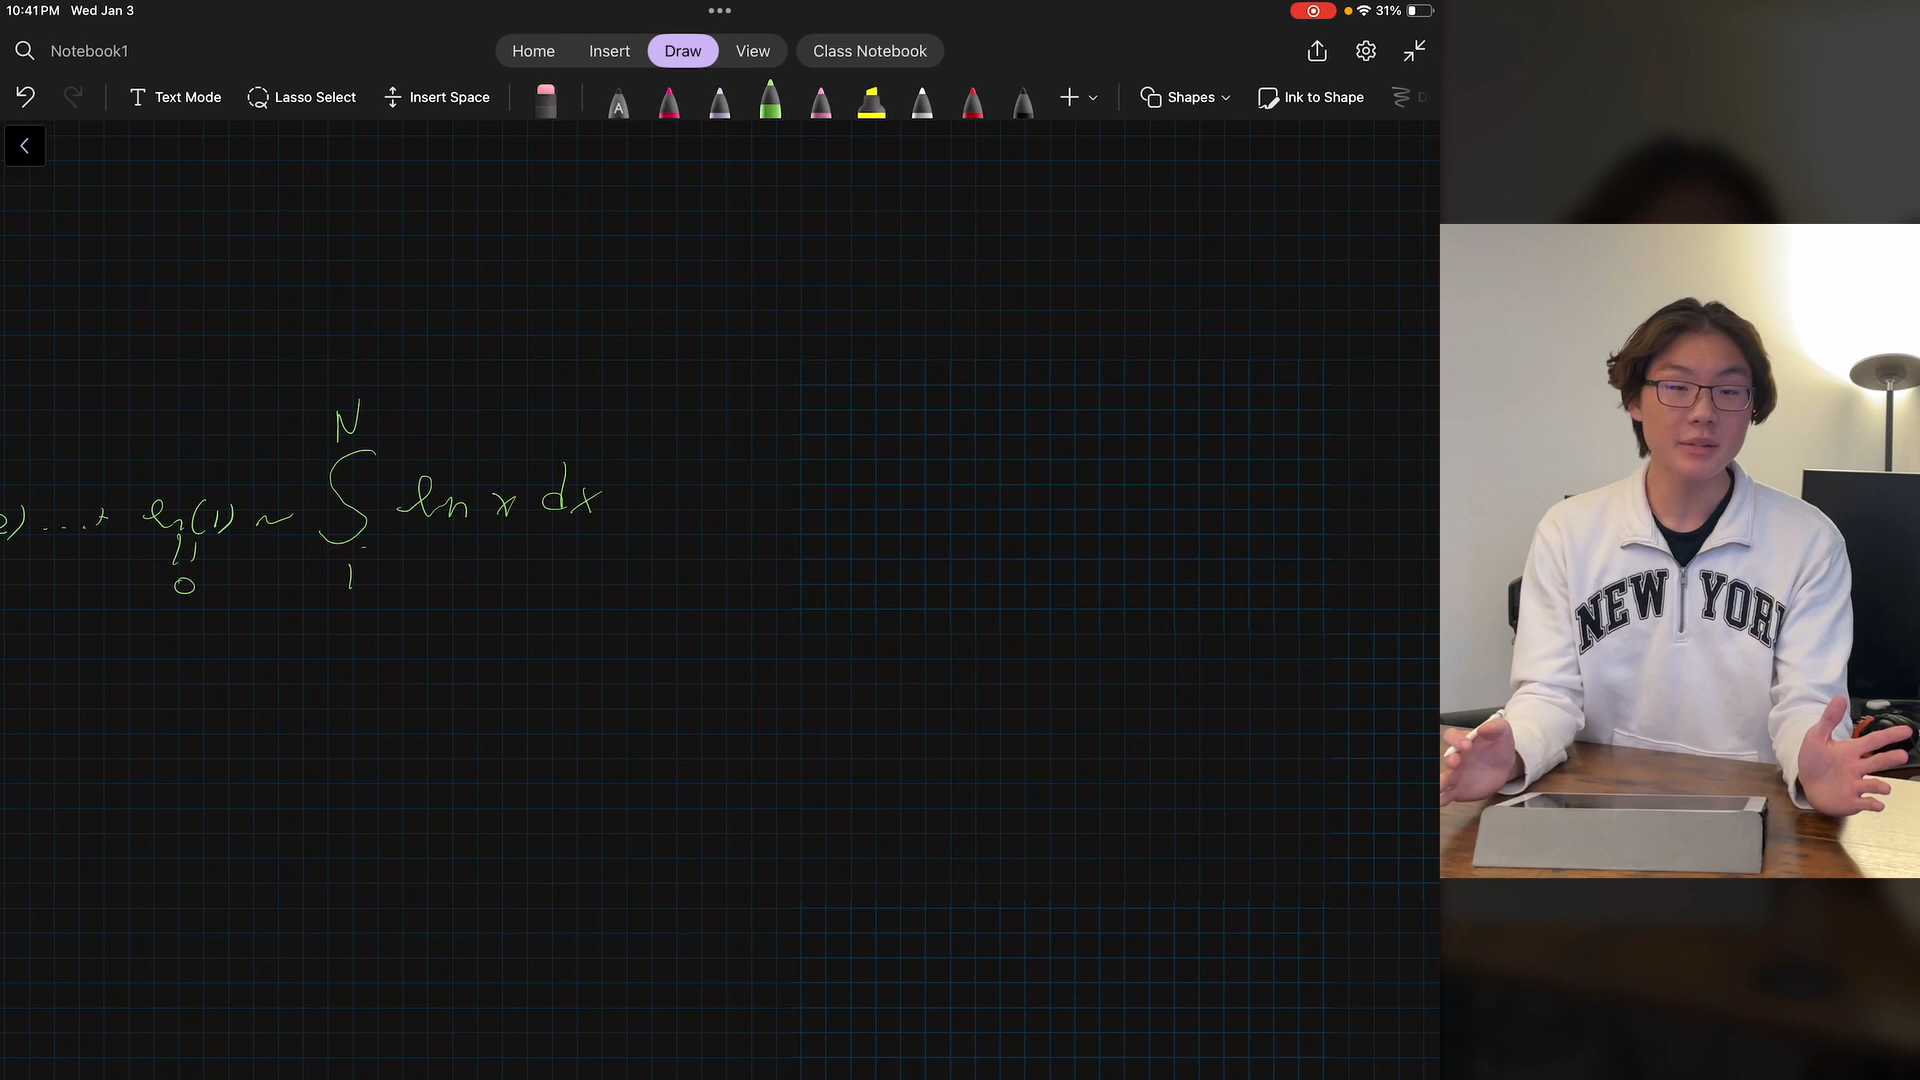 10:41 PM Wed Jan 3 31%
Notebook1 Home Insert Draw View Class Notebook
Text Mode Lasso Select Insert Space A Shapes Ink to Shape D
N
) ...+ ln(1) ~ ∫ ln x dx
|| 1
0
NEW YORK